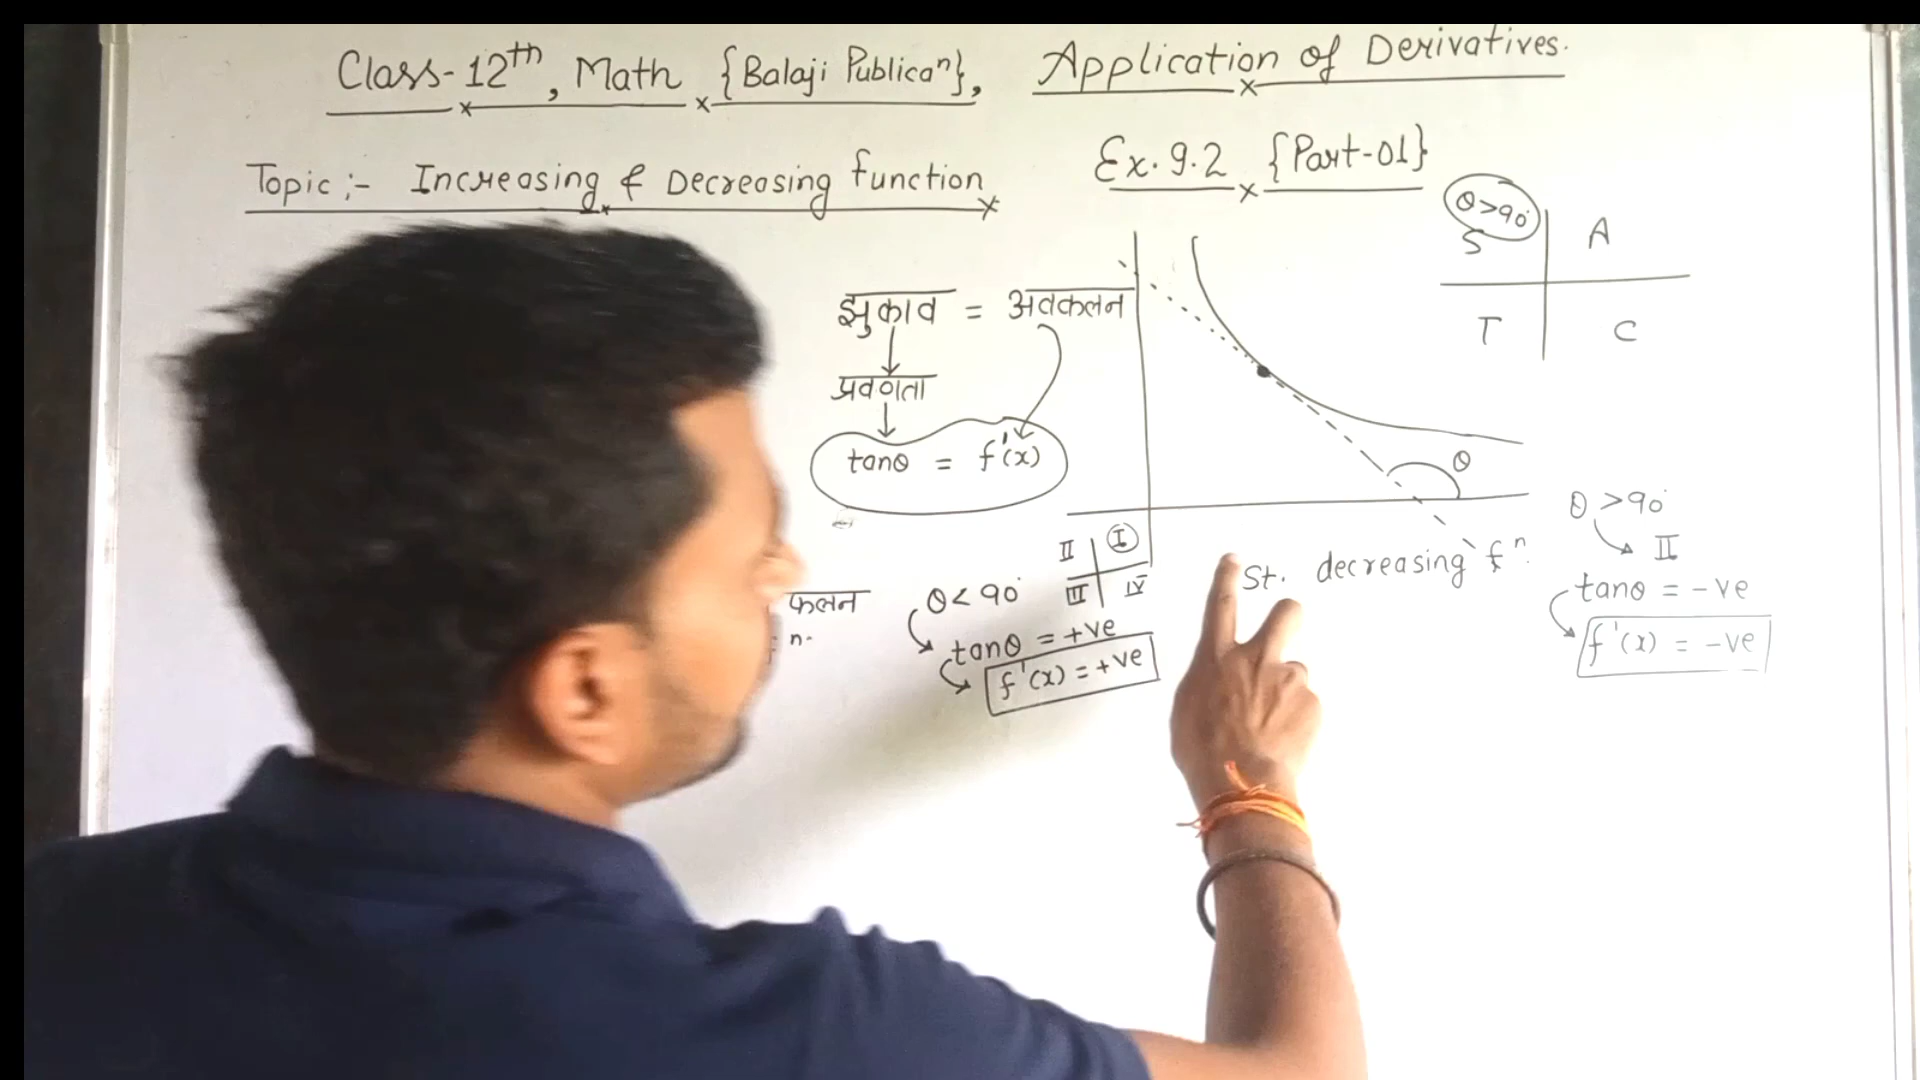 Class-12th, Math {Balaji Publicaⁿ}, Application of Derivatives.
Topic :- Increasing & Decreasing function
Ex. 9.2 {Part-01}
θ>90°
S A
T C
झुकाव = अवकलन
प्रवणता
tanθ = f'(x)
θ
II I
III IV
फलन
n.
θ < 90°
tanθ = +ve
f'(x) = +ve
St. decreasing fⁿ.
θ > 90°
II
tanθ = -ve
f'(x) = -ve